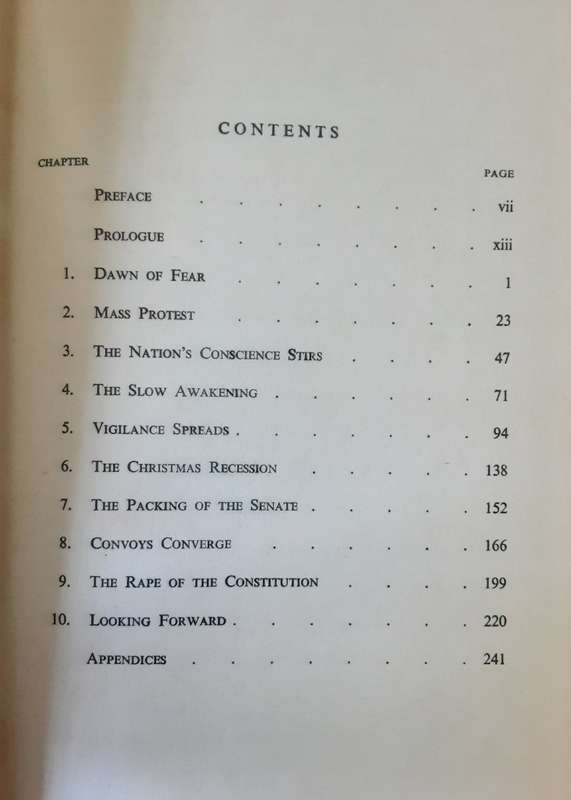 CONTENTS
CHAPTER
PAGE
PREFACE . . . . . . . . vii
PROLOGUE . . . . . . . . xiii
1. DAWN OF FEAR . . . . . . . 1
2. MASS PROTEST . . . . . . . 23
3. THE NATION'S CONSCIENCE STIRS . . . . 47
4. THE SLOW AWAKENING . . . . . . 71
5. VIGILANCE SPREADS . . . . . . . 94
6. THE CHRISTMAS RECESSION . . . . . 138
7. THE PACKING OF THE SENATE . . . . . 152
8. CONVOYS CONVERGE . . . . . . 166
9. THE RAPE OF THE CONSTITUTION . . . . 199
10. LOOKING FORWARD . . . . . . . 220
APPENDICES . . . . . . . . 241